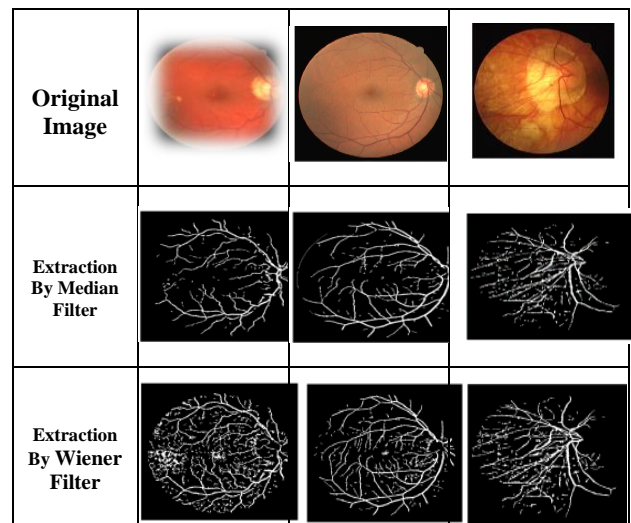 Original
Image
Extraction
By Median
Filter
Extraction
By Wiener
Filter